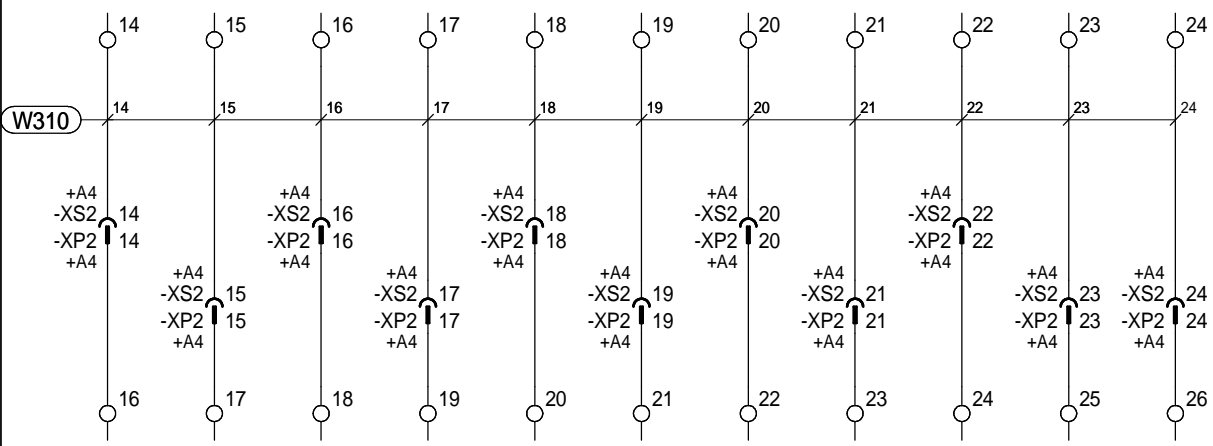 14 15 16 17 18 19 20 21 22 23 24
W310 14 15 16 17 18 19 20 21 22 23 24
+A4 +A4 +A4 +A4 +A4
-XS2 14 -XS2 16 -XS2 18 -XS2 20 -XS2 22
-XP2 14 -XP2 16 -XP2 18 -XP2 20 -XP2 22
+A4 +A4 +A4 +A4 +A4
+A4 +A4 +A4 +A4 +A4 +A4
-XS2 15 -XS2 17 -XS2 19 -XS2 21 -XS2 23 -XS2 24
-XP2 15 -XP2 17 -XP2 19 -XP2 21 -XP2 23 -XP2 24
+A4 +A4 +A4 +A4 +A4 +A4
16 17 18 19 20 21 22 23 24 25 26